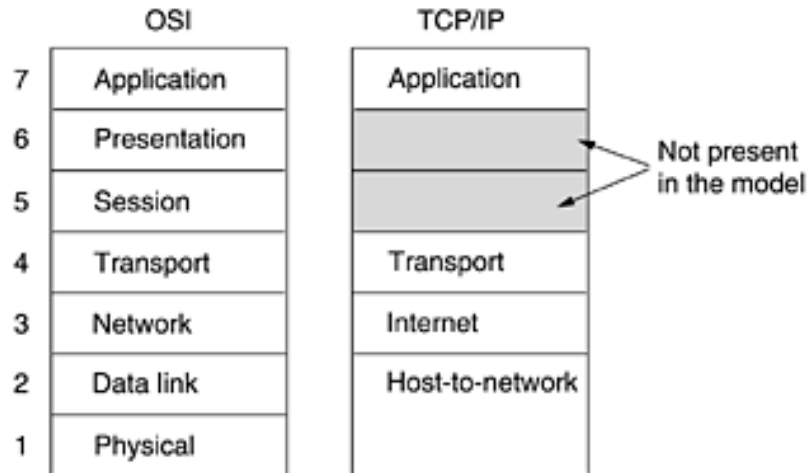 OSI TCP/IP
7 Application Application
6 Presentation
Not present
in the model
5 Session
4 Transport Transport
3 Network Internet
2 Data link Host-to-network
1 Physical